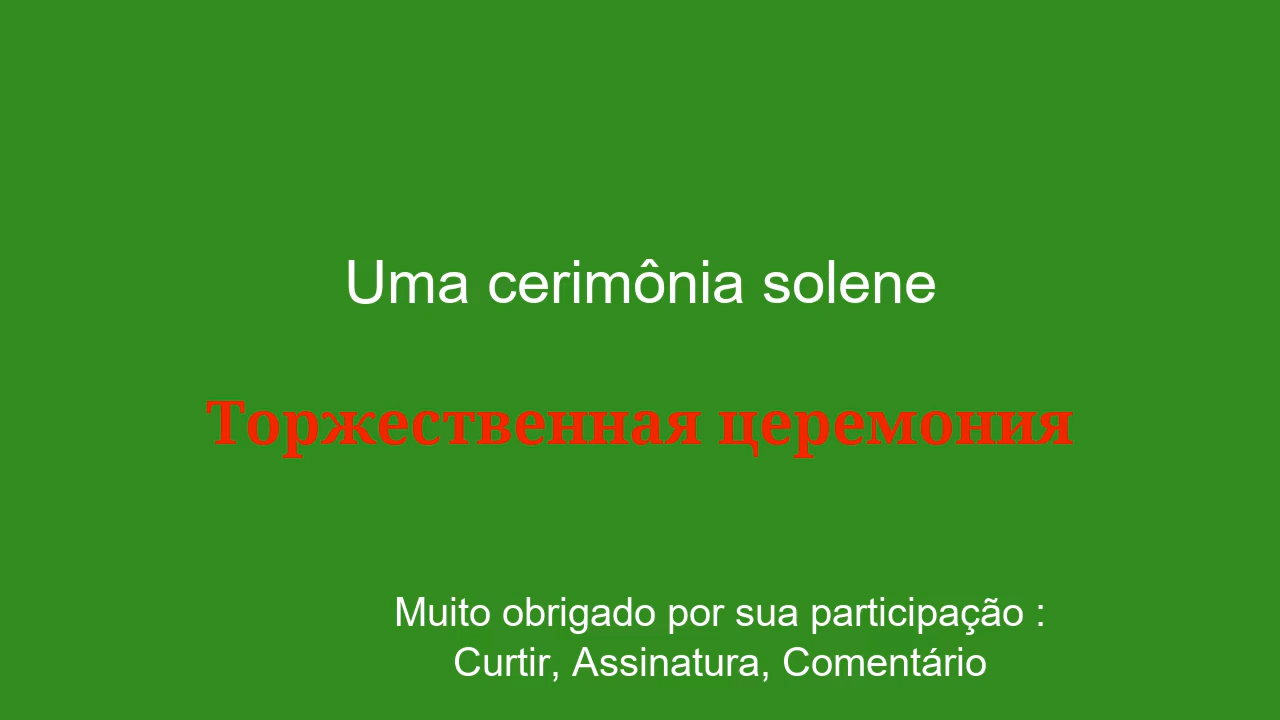 Uma cerimônia solene
Торжественная церемония
Muito obrigado por sua participação :
Curtir, Assinatura, Comentário